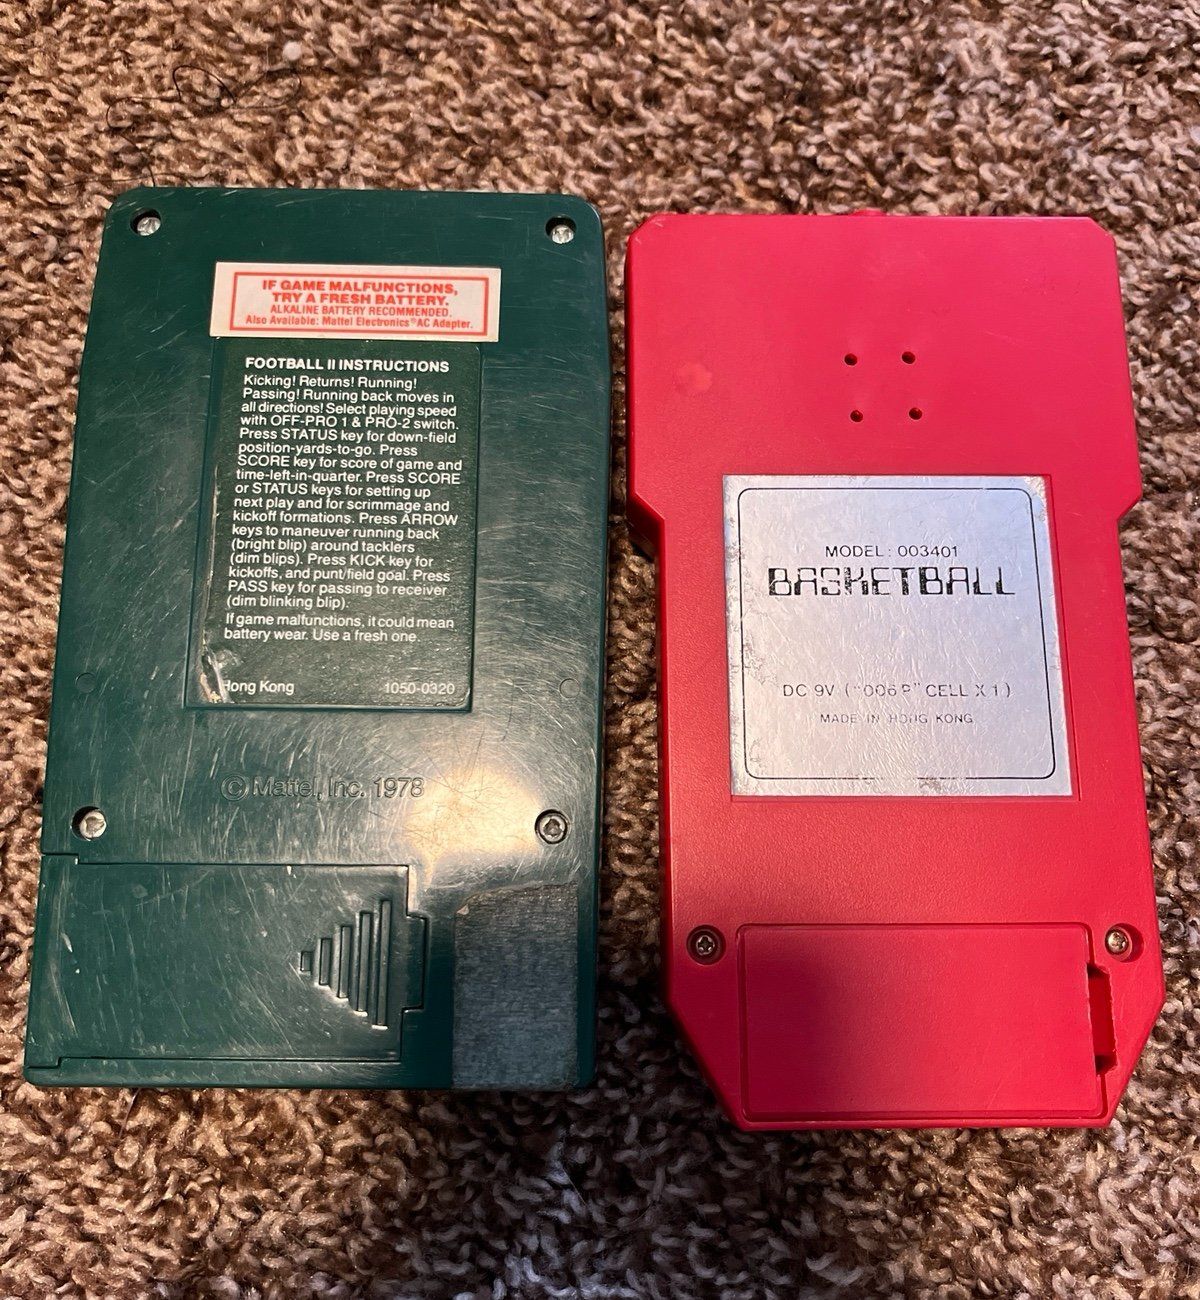 IF GAME MALFUNCTIONS,
TRY A FRESH BATTERY.
ALKALINE BATTERY RECOMMENDED.
Also Available: Mattel Electronics® AC Adapter.
FOOTBALL II INSTRUCTIONS
Kicking! Returns! Running!
Passing! Running back moves in
all directions! Select playing speed
with OFF-PRO 1 & PRO-2 switch.
Press STATUS key for down-field
position-yards-to-go. Press
SCORE key for score of game and
time-left-in-quarter. Press SCORE
or STATUS keys for setting up
next play and for scrimmage and
kickoff formations. Press ARROW
keys to maneuver running back
(bright blip) around tacklers
(dim blips). Press KICK key for
kickoffs, and punt/field goal. Press
PASS key for passing to receiver
(dim blinking blip).
If game malfunctions, it could mean
battery wear. Use a fresh one.
Hong Kong 1050-0320
© Mattel, Inc. 1978
MODEL: 003401
BASKETBALL
DC 9V ("006P" CELL X 1)
MADE IN HONG KONG